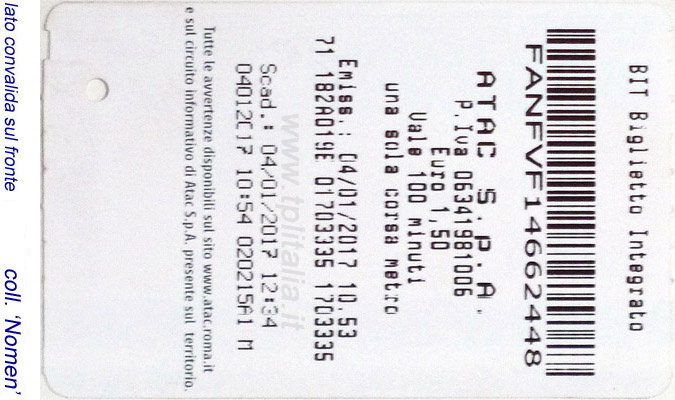 BIT Biglietto Integrato
FANFVF14662448
ATAC S.P.A.
P.Iva 06341981006
Euro 1,50
Vale 100 minuti
una sola corsa metro
Emiss.: 04/01/2017 10.53
71 182A019E 01703335 1703335
www.tplitalia.it
Scad.: 04/01/2017 12:34
04012C17 10:54 020215A1 M
Tutte le avvertenze disponibili sul sito www.atac.roma.it
e sul circuito informativo di Atac S.p.A. presente sul territorio.
lato convalida sul fronte coll. 'Nomen'